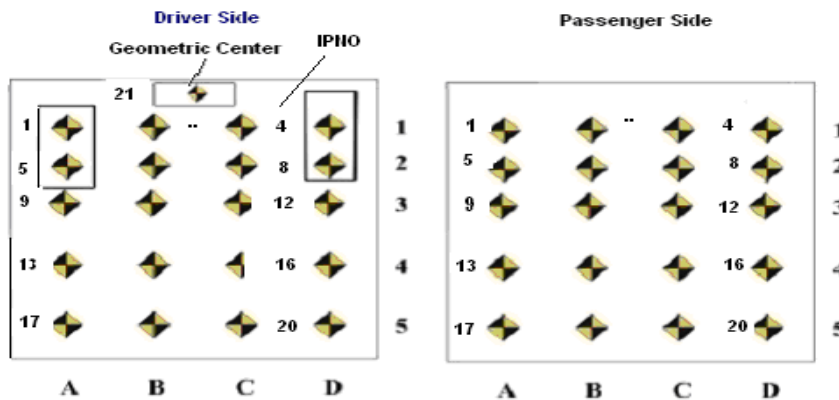 Driver Side
Passenger Side
Geometric Center
IPNO
21
1 .. 4 1
5 8 2
9 12 3
13 16 4
17 20 5
A B C D
1 .. 4 1
5 8 2
9 12 3
13 16 4
17 20 5
A B C D